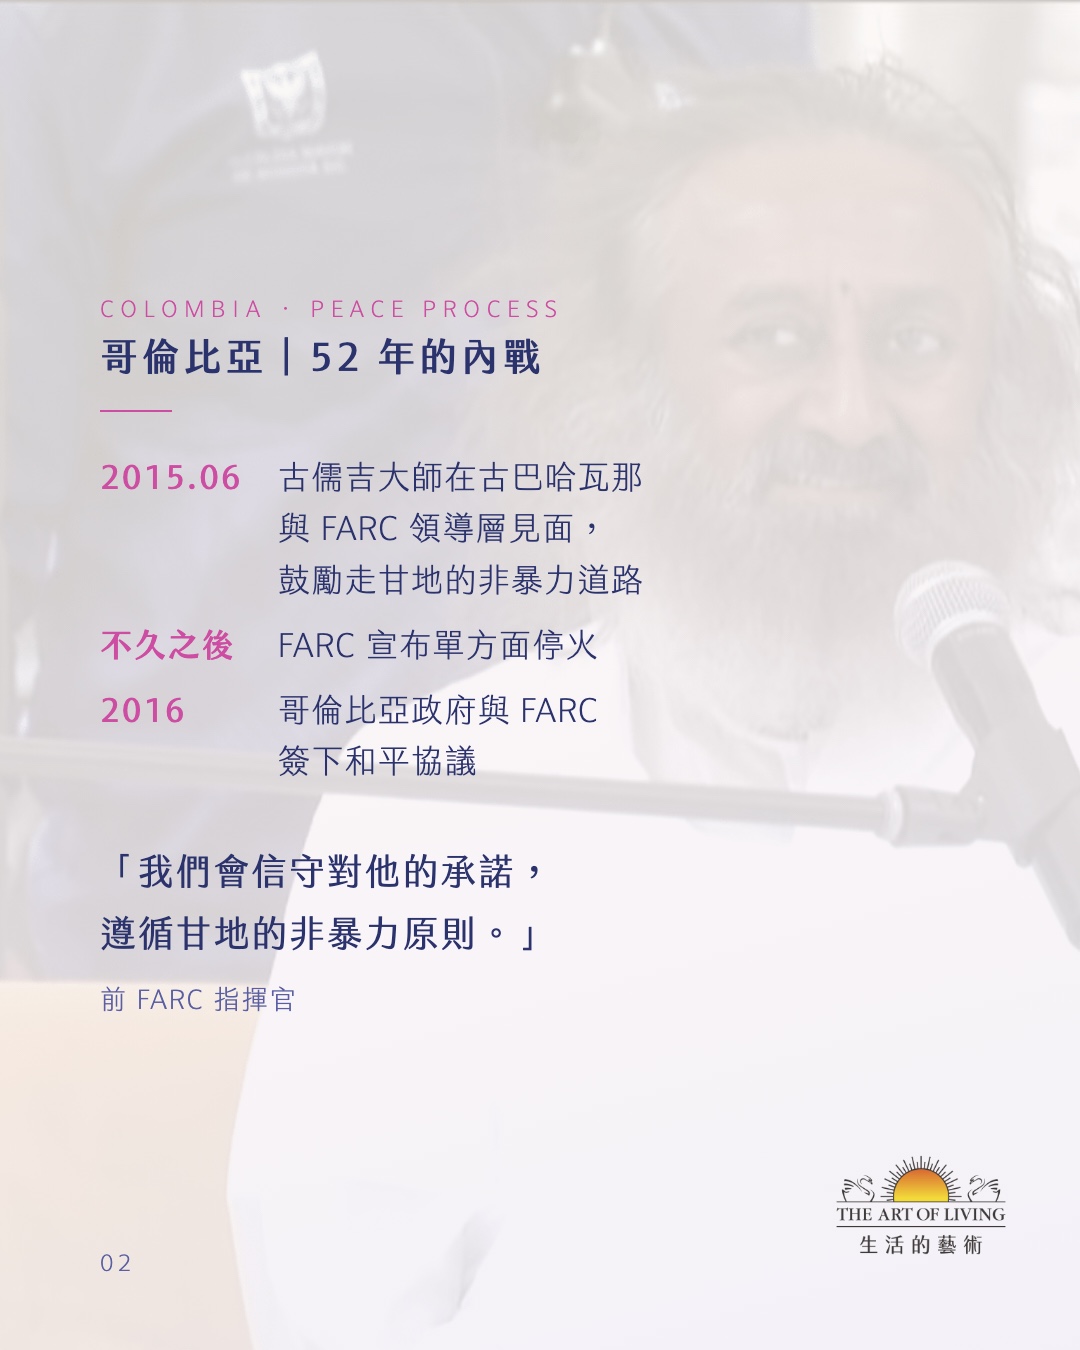 COLOMBIA · PEACE PROCESS
哥倫比亞｜52 年的內戰
2015.06 古儒吉大師在古巴哈瓦那
與 FARC 領導層見面，
鼓勵走甘地的非暴力道路
不久之後 FARC 宣布單方面停火
2016 哥倫比亞政府與 FARC
簽下和平協議
「我們會信守對他的承諾，
遵循甘地的非暴力原則。」
前 FARC 指揮官
THE ART OF LIVING
生活的藝術
02